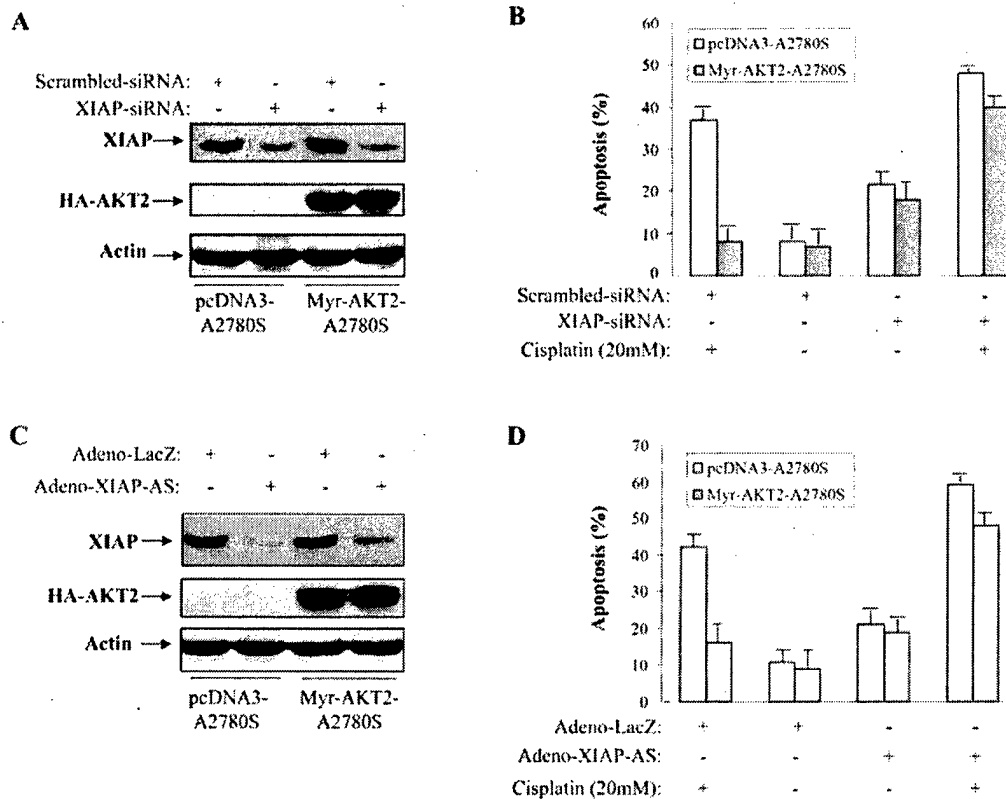 A
Scrambled-siRNA: + - + -
XIAP-siRNA: - + - +
XIAP
HA-AKT2
Actin
pcDNA3-
A2780S
Myr-AKT2-
A2780S
B
60
50
40
30
20
10
0
Apoptosis (%)
pcDNA3-A2780S
Myr-AKT2-A2780S
Scrambled-siRNA: + + - -
XIAP-siRNA: - - + +
Cisplatin (20mM): + - - +
C
Adeno-LacZ: + - + -
Adeno-XIAP-AS: - + - +
XIAP
HA-AKT2
Actin
pcDNA3-
A2780S
Myr-AKT2-
A2780S
D
70
60
50
40
30
20
10
0
Apoptosis (%)
pcDNA3-A2780S
Myr-AKT2-A2780S
Adeno-LacZ: + + - -
Adeno-XIAP-AS: - - + +
Cisplatin (20mM): + - - +